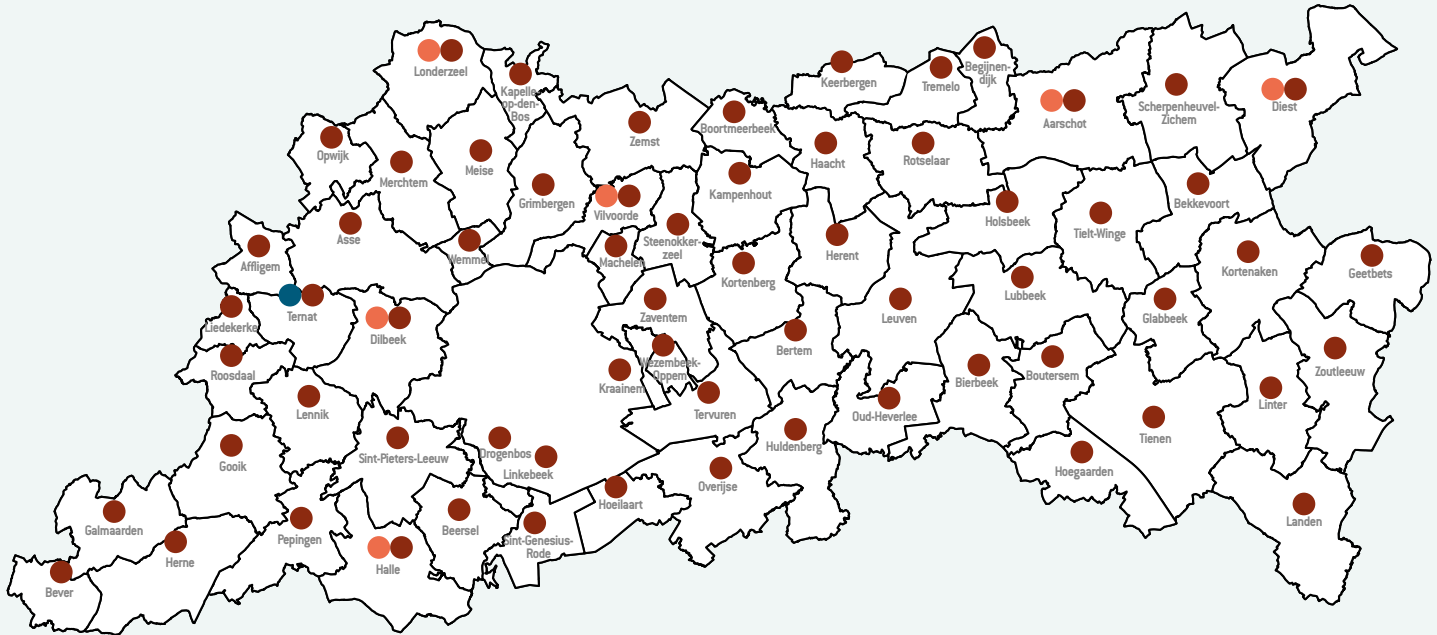 Londerzeel
Kapelle-
op-den-
Bos
Keerbergen
Tremelo
Begijnen-
dijk
Aarschot
Scherpenheuvel-
Zichem
Diest
Opwijk
Merchtem
Meise
Grimbergen
Zemst
Boortmeerbeek
Haacht
Rotselaar
Kampenhout
Vilvoorde
Holsbeek
Tielt-Winge
Bekkevoort
Asse
Affligem
Wemmel
Machelen
Steenokker-
zeel
Herent
Kortenberg
Kortenaken
Geetbets
Lubbeek
Glabbeek
Leuven
Zaventem
Liedekerke
Ternat
Dilbeek
Roosdaal
Kraainem
Wezembeek-
Oppem
Bertem
Bierbeek
Boutersem
Zoutleeuw
Linter
Lennik
Tervuren
Oud-Heverlee
Tienen
Gooik
Sint-Pieters-Leeuw
Drogenbos
Linkebeek
Huldenberg
Overijse
Hoegaarden
Hoeilaart
Landen
Galmaarden
Herne
Pepingen
Beersel
Sint-Genesius-
Rode
Halle
Bever